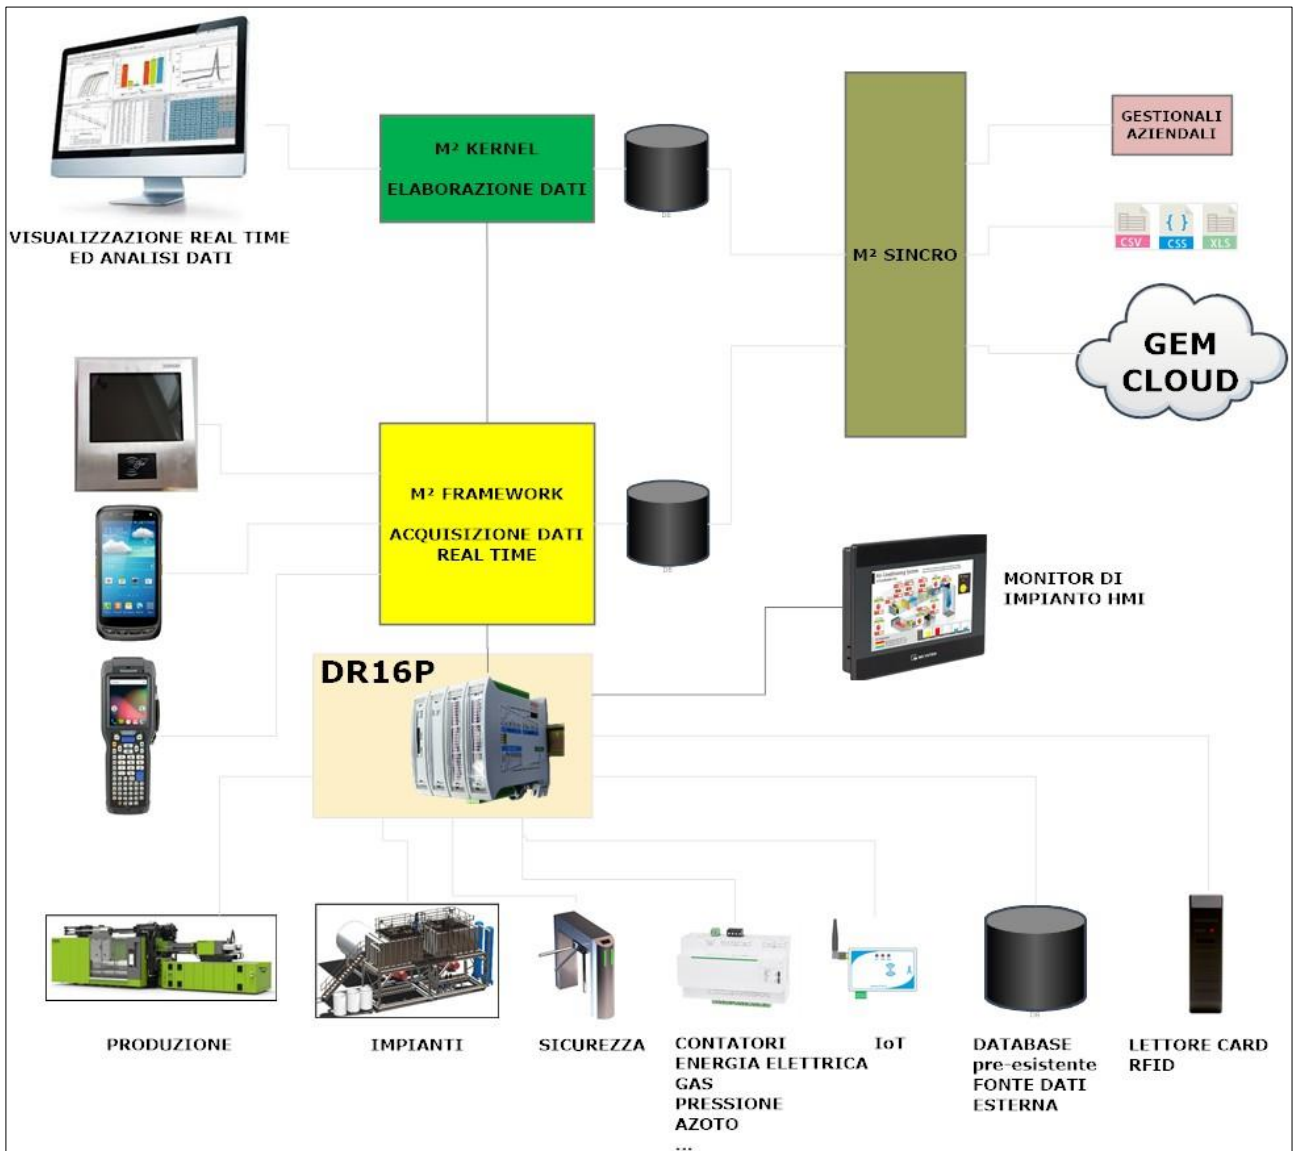 VISUALIZZAZIONE REAL TIME
ED ANALISI DATI
M² KERNEL
ELABORAZIONE DATI
M² SINCRO
GESTIONALI
AZIENDALI
CSV
{ }
CSS
XLS
GEM
CLOUD
M² FRAMEWORK
ACQUISIZIONE DATI
REAL TIME
MONITOR DI
IMPIANTO HMI
DR16P
PRODUZIONE
IMPIANTI
SICUREZZA
CONTATORI
ENERGIA ELETTRICA
GAS
PRESSIONE
AZOTO
...
IoT
DATABASE
pre-esistente
FONTE DATI
ESTERNA
LETTORE CARD
RFID